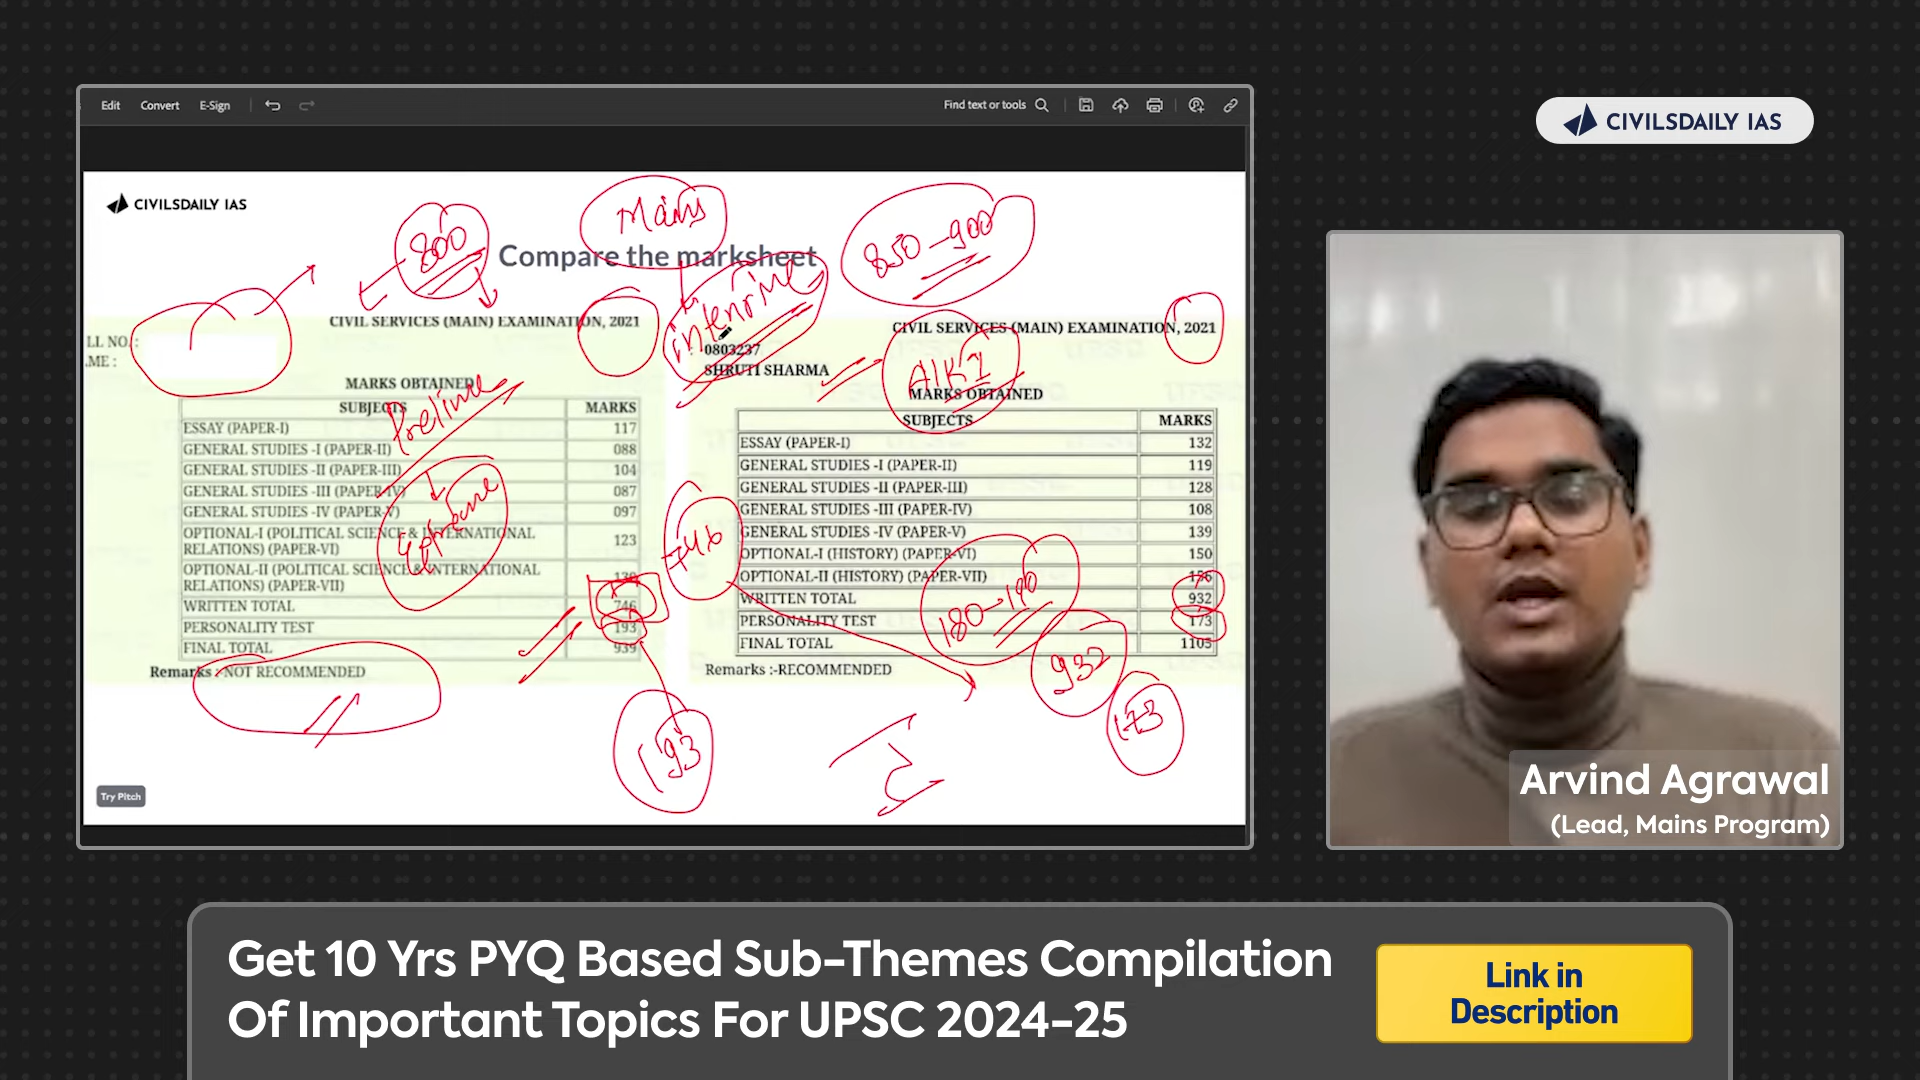 Edit Convert E-Sign Find text or tools
CIVILSDAILY IAS
CIVILSDAILY IAS
800
Mains
850-900
Compare the marksheet
CIVIL SERVICES (MAIN) EXAMINATION, 2021
LL NO. :
ME :
MARKS OBTAINED
SUBJECTS MARKS
ESSAY (PAPER-I) 117
GENERAL STUDIES -I (PAPER-II) 088
GENERAL STUDIES -II (PAPER-III) 104
GENERAL STUDIES -III (PAPER-IV) 087
GENERAL STUDIES -IV (PAPER-V) 097
OPTIONAL-I (POLITICAL SCIENCE & INTERNATIONAL
RELATIONS) (PAPER-VI) 123
OPTIONAL-II (POLITICAL SCIENCE & INTERNATIONAL
RELATIONS) (PAPER-VII)
WRITTEN TOTAL 746
PERSONALITY TEST 193
FINAL TOTAL 939
Remarks : NOT RECOMMENDED
Prelims
193
746
CIVIL SERVICES (MAIN) EXAMINATION, 2021
0803237
SHRUTI SHARMA
AIR 1
MARKS OBTAINED
SUBJECTS MARKS
ESSAY (PAPER-I) 132
GENERAL STUDIES -I (PAPER-II) 119
GENERAL STUDIES -II (PAPER-III) 128
GENERAL STUDIES -III (PAPER-IV) 108
GENERAL STUDIES -IV (PAPER-V) 139
OPTIONAL-I (HISTORY) (PAPER-VI) 150
OPTIONAL-II (HISTORY) (PAPER-VII) 156
WRITTEN TOTAL 932
PERSONALITY TEST 173
FINAL TOTAL 1105
Remarks :-RECOMMENDED
180-190
932
173
Try Pitch
Arvind Agrawal
(Lead, Mains Program)
Get 10 Yrs PYQ Based Sub-Themes Compilation
Of Important Topics For UPSC 2024-25
Link in
Description